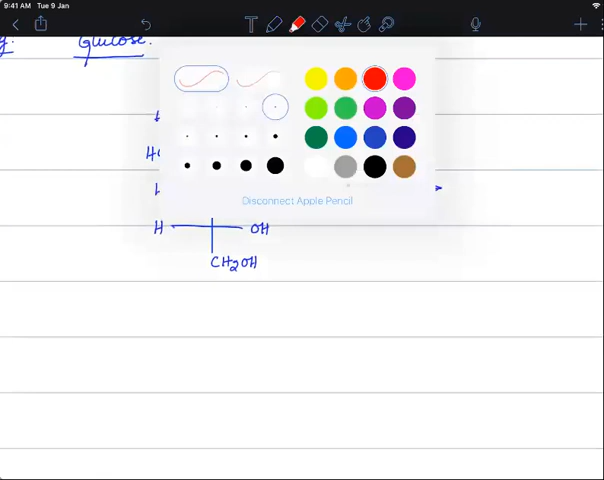 9:41 AM Tue 9 Jan
Glucose.
Disconnect Apple Pencil
H OH
CH2OH